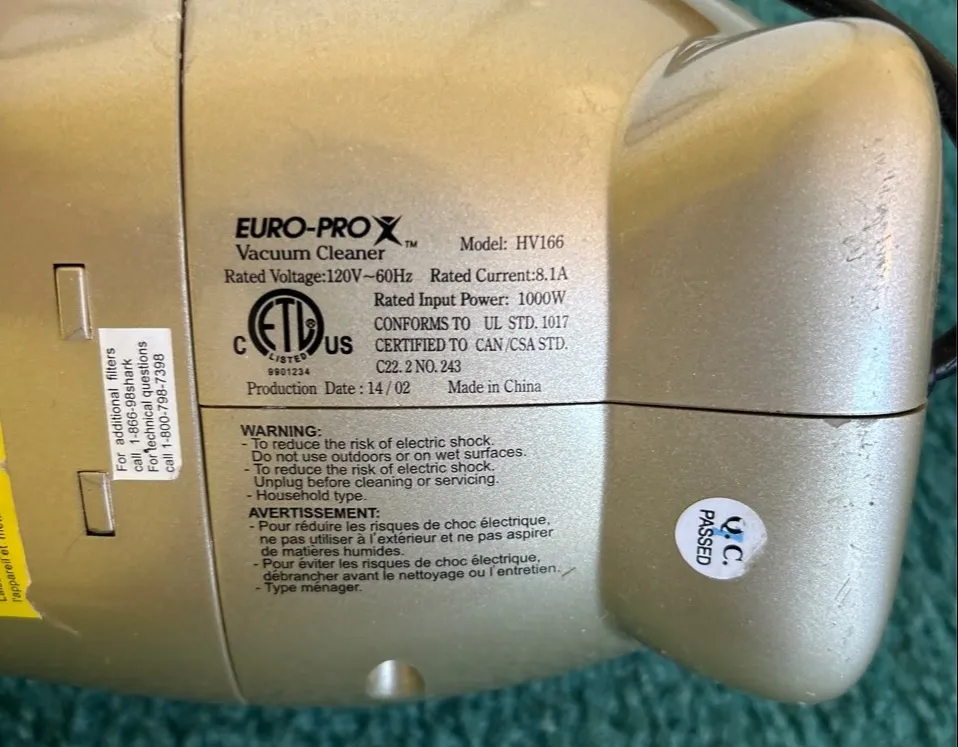 EURO-PRO X ™
Vacuum Cleaner
Model: HV166
Rated Voltage:120V~60Hz Rated Current:8.1A
Rated Input Power: 1000W
CONFORMS TO UL STD. 1017
CERTIFIED TO CAN/CSA STD.
C22. 2 NO. 243
C ETL ® US
LISTED
9901234
Production Date : 14 / 02 Made in China
WARNING:
- To reduce the risk of electric shock.
Do not use outdoors or on wet surfaces.
- To reduce the risk of electric shock.
Unplug before cleaning or servicing.
- Household type.
AVERTISSEMENT:
- Pour réduire les risques de choc électrique,
ne pas utiliser à l'extérieur et ne pas aspirer
de matières humides.
- Pour éviter les risques de choc électrique,
débrancher avant le nettoyage ou l'entretien.
- Type ménager.
For additional filters
call 1-866-98shark
For technical questions
call 1-800-798-7398
Q.C.
PASSED
l'appareil et